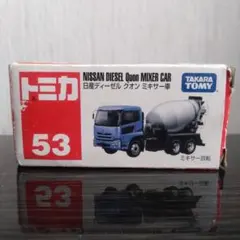 トミカ
53
NISSAN DIESEL Quon MIXER CAR
日産ディーゼル クオン ミキサー車
TAKARA
TOMY
ミキサー回転